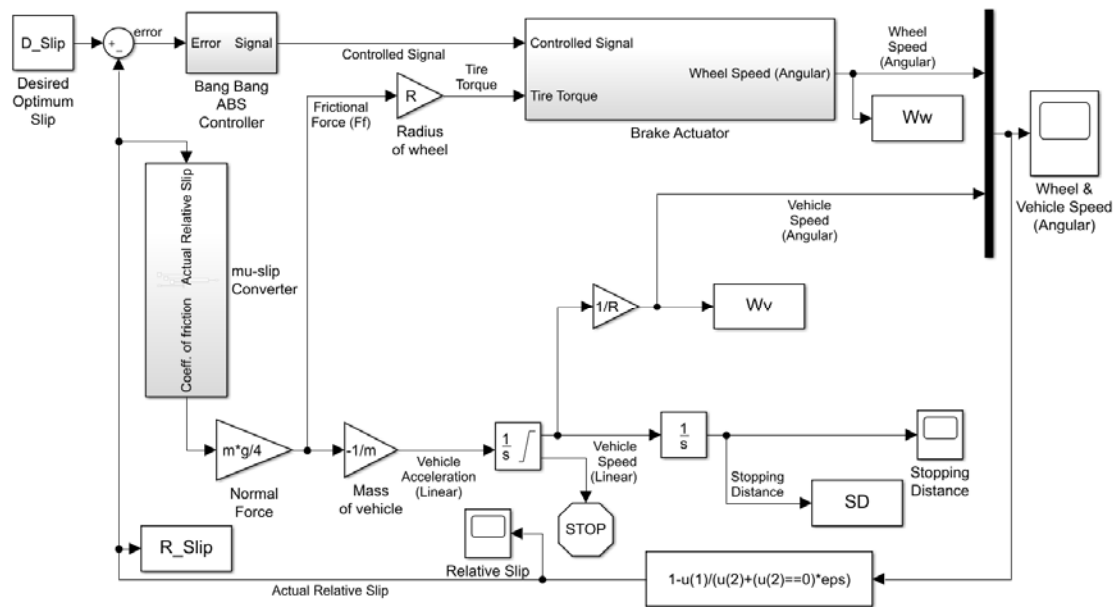 D_Slip
Desired
Optimum
Slip
+
_
error
Error
Signal
Bang Bang
ABS
Controller
Controlled Signal
Frictional
Force (Ff)
R
Radius
of wheel
Tire
Torque
Controlled Signal
Tire Torque
Wheel Speed (Angular)
Brake Actuator
Wheel
Speed
(Angular)
Ww
Wheel &
Vehicle Speed
(Angular)
Vehicle
Speed
(Angular)
Actual Relative Slip
Coeff. of friction
mu-slip
Converter
1/R
Wv
m*g/4
Normal
Force
-1/m
Mass
of vehicle
Vehicle
Acceleration
(Linear)
1
s
Vehicle
Speed
(Linear)
1
s
Stopping
Distance
Stopping
Distance
SD
STOP
R_Slip
Relative Slip
Actual Relative Slip
1-u(1)/(u(2)+(u(2)==0)*eps)